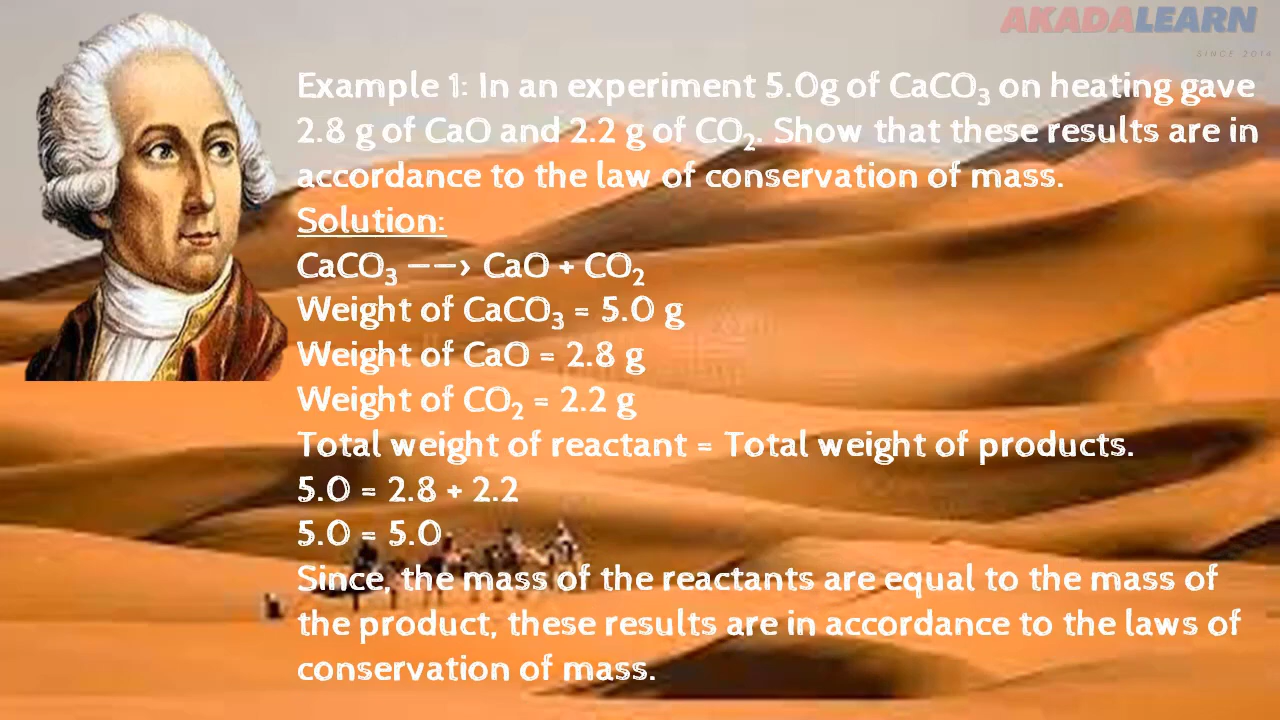 AKADALEARN
SINCE 2014
Example 1: In an experiment 5.0g of CaCO₃ on heating gave
2.8 g of CaO and 2.2 g of CO₂. Show that these results are in
accordance to the law of conservation of mass.
Solution:
CaCO₃ ——› CaO + CO₂
Weight of CaCO₃ = 5.0 g
Weight of CaO = 2.8 g
Weight of CO₂ = 2.2 g
Total weight of reactant = Total weight of products.
5.0 = 2.8 + 2.2
5.0 = 5.0
Since, the mass of the reactants are equal to the mass of
the product, these results are in accordance to the laws of
conservation of mass.